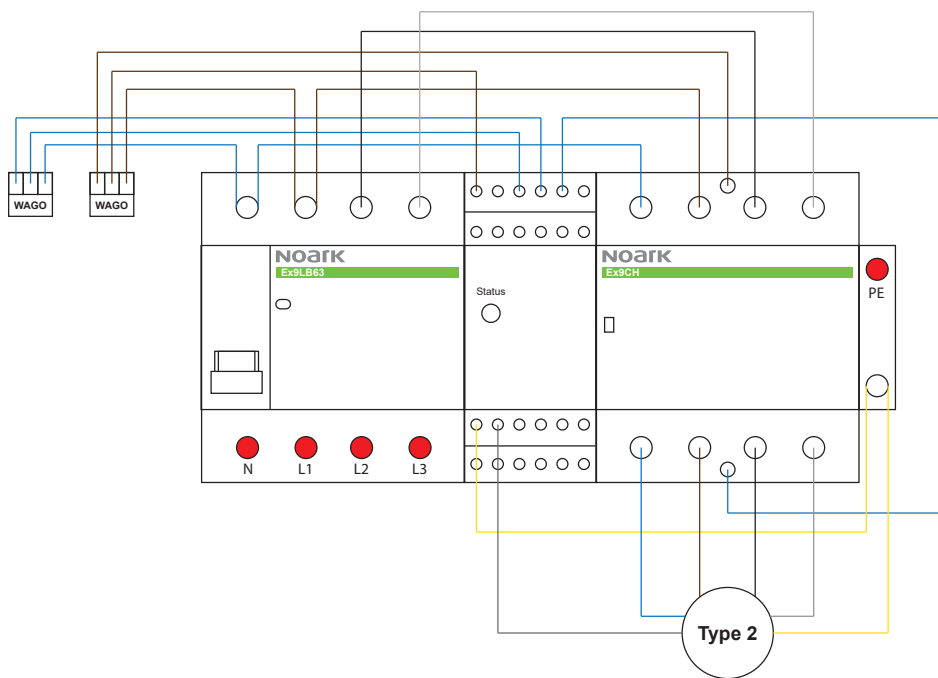 WAGO
WAGO
NOARK
Ex9LB63
NOARK
Ex9CH
Status
PE
N
L1
L2
L3
Type 2